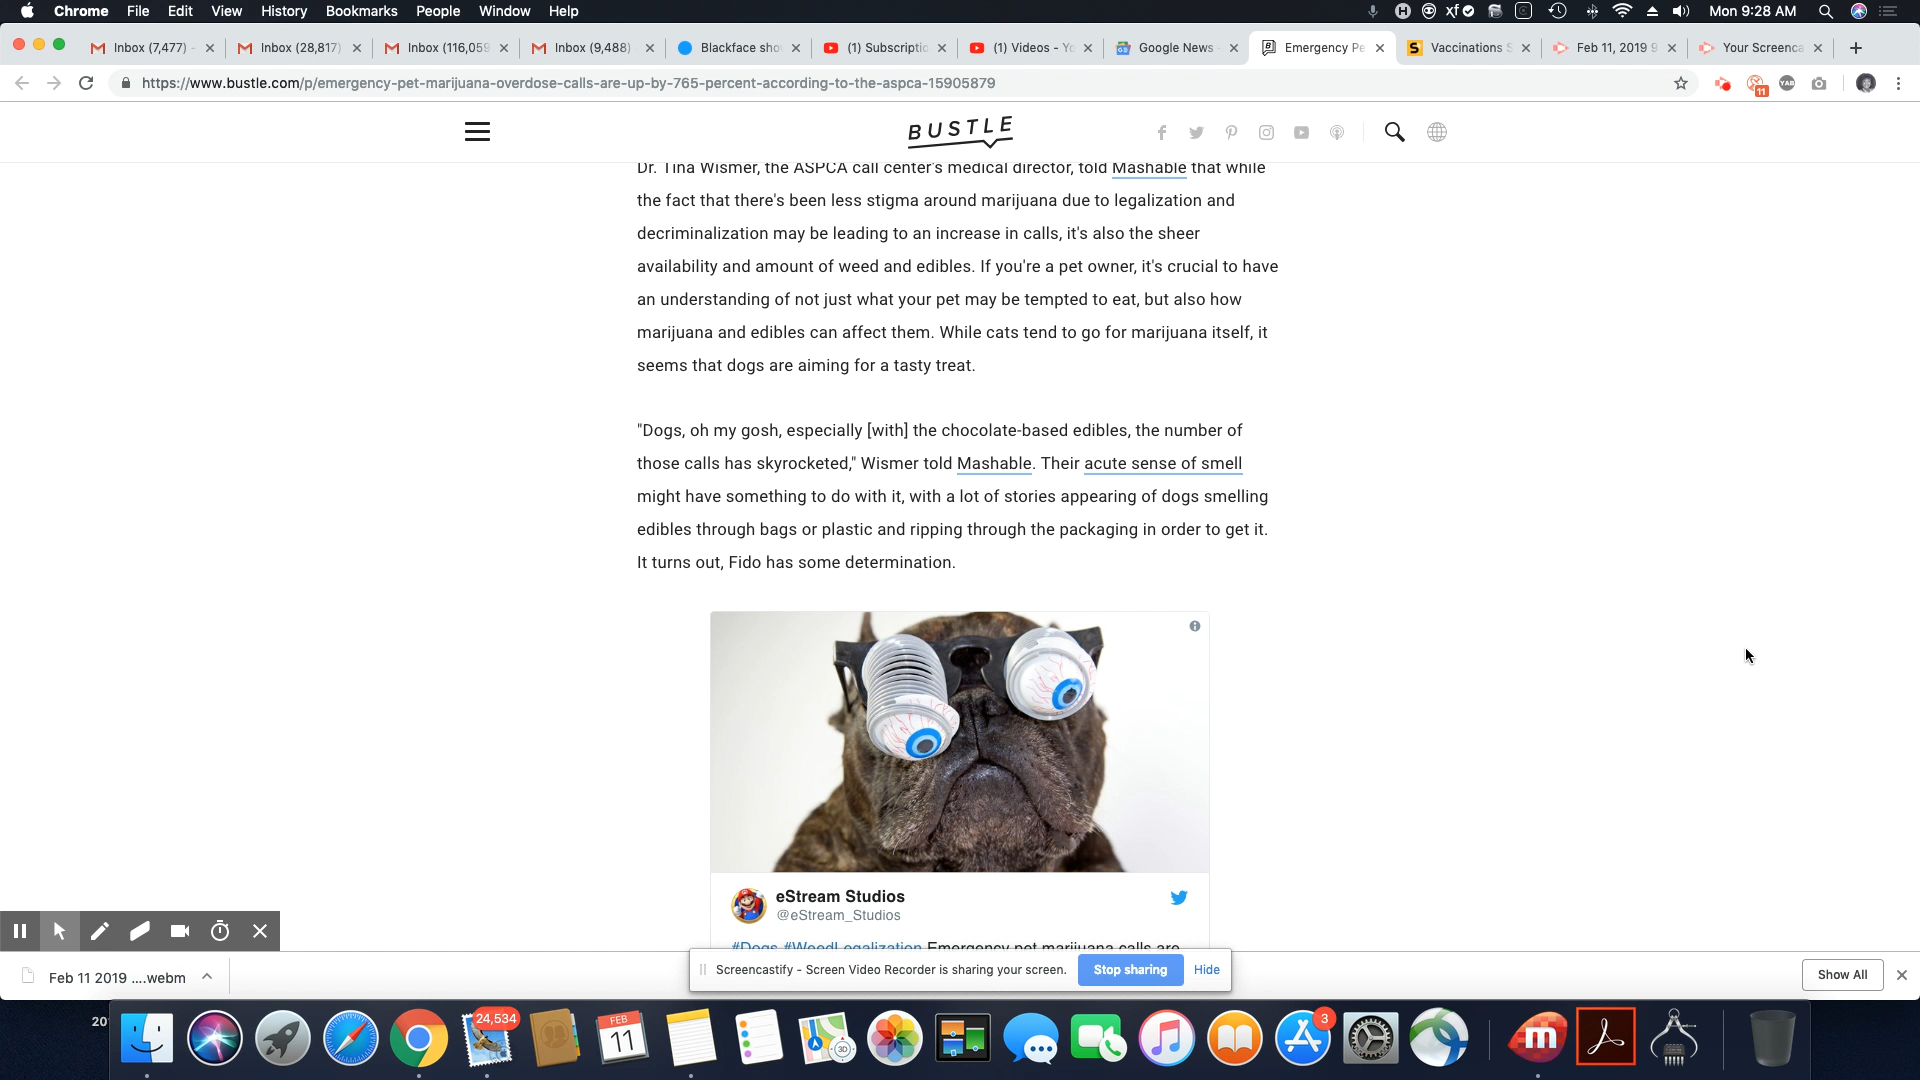 Chrome File Edit View History Bookmarks People Window Help
Mon 9:28 AM
Inbox (7,477)
Inbox (28,817)
Inbox (116,059
Inbox (9,488)
Blackface sho
(1) Subscriptio
(1) Videos - Yo
Google News
Emergency Pe
Vaccinations S
Feb 11, 2019 9
Your Screenca
https://www.bustle.com/p/emergency-pet-marijuana-overdose-calls-are-up-by-765-percent-according-to-the-aspca-15905879
11
BUSTLE
Dr. Tina Wismer, the ASPCA call center's medical director, told Mashable that while
the fact that there's been less stigma around marijuana due to legalization and
decriminalization may be leading to an increase in calls, it's also the sheer
availability and amount of weed and edibles. If you're a pet owner, it's crucial to have
an understanding of not just what your pet may be tempted to eat, but also how
marijuana and edibles can affect them. While cats tend to go for marijuana itself, it
seems that dogs are aiming for a tasty treat.
"Dogs, oh my gosh, especially [with] the chocolate-based edibles, the number of
those calls has skyrocketed," Wismer told Mashable. Their acute sense of smell
might have something to do with it, with a lot of stories appearing of dogs smelling
edibles through bags or plastic and ripping through the packaging in order to get it.
It turns out, Fido has some determination.
eStream Studios
@eStream_Studios
#Dogs #WeedLegalization Emergency pet marijuana calls are
Screencastify - Screen Video Recorder is sharing your screen.
Stop sharing
Hide
Feb 11 2019 ....webm
Show All
20
24,534
FEB
11
3D
3